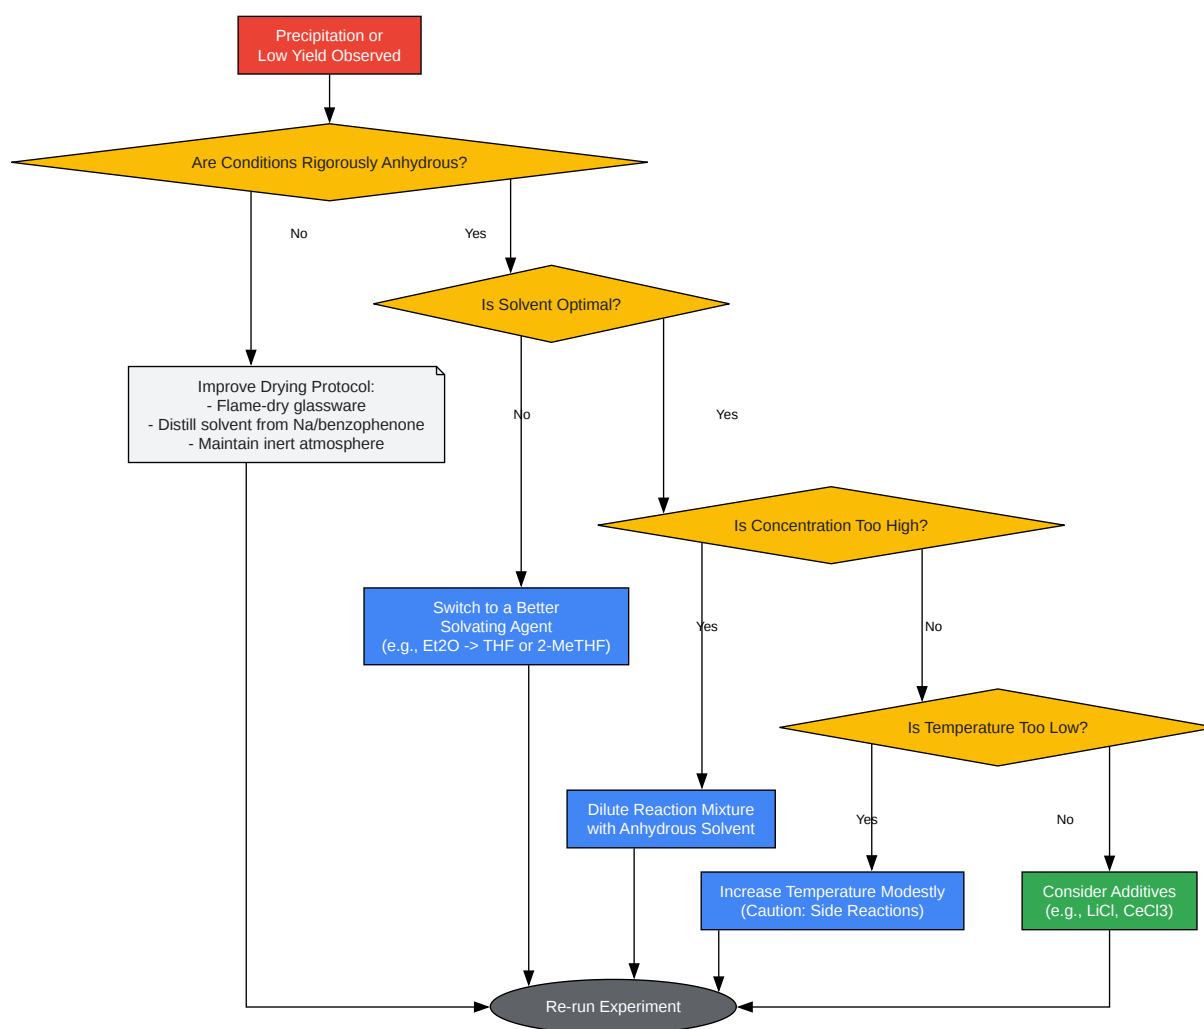 Precipitation or
Low Yield Observed
Are Conditions Rigorously Anhydrous?
No
Yes
Is Solvent Optimal?
Improve Drying Protocol:
- Flame-dry glassware
- Distill solvent from Na/benzophenone
- Maintain inert atmosphere
No
Yes
Is Concentration Too High?
Switch to a Better
Solvating Agent
(e.g., Et2O -> THF or 2-MeTHF)
Yes
No
Is Temperature Too Low?
Dilute Reaction Mixture
with Anhydrous Solvent
Yes
No
Increase Temperature Modestly
(Caution: Side Reactions)
Consider Additives
(e.g., LiCl, CeCl3)
Re-run Experiment